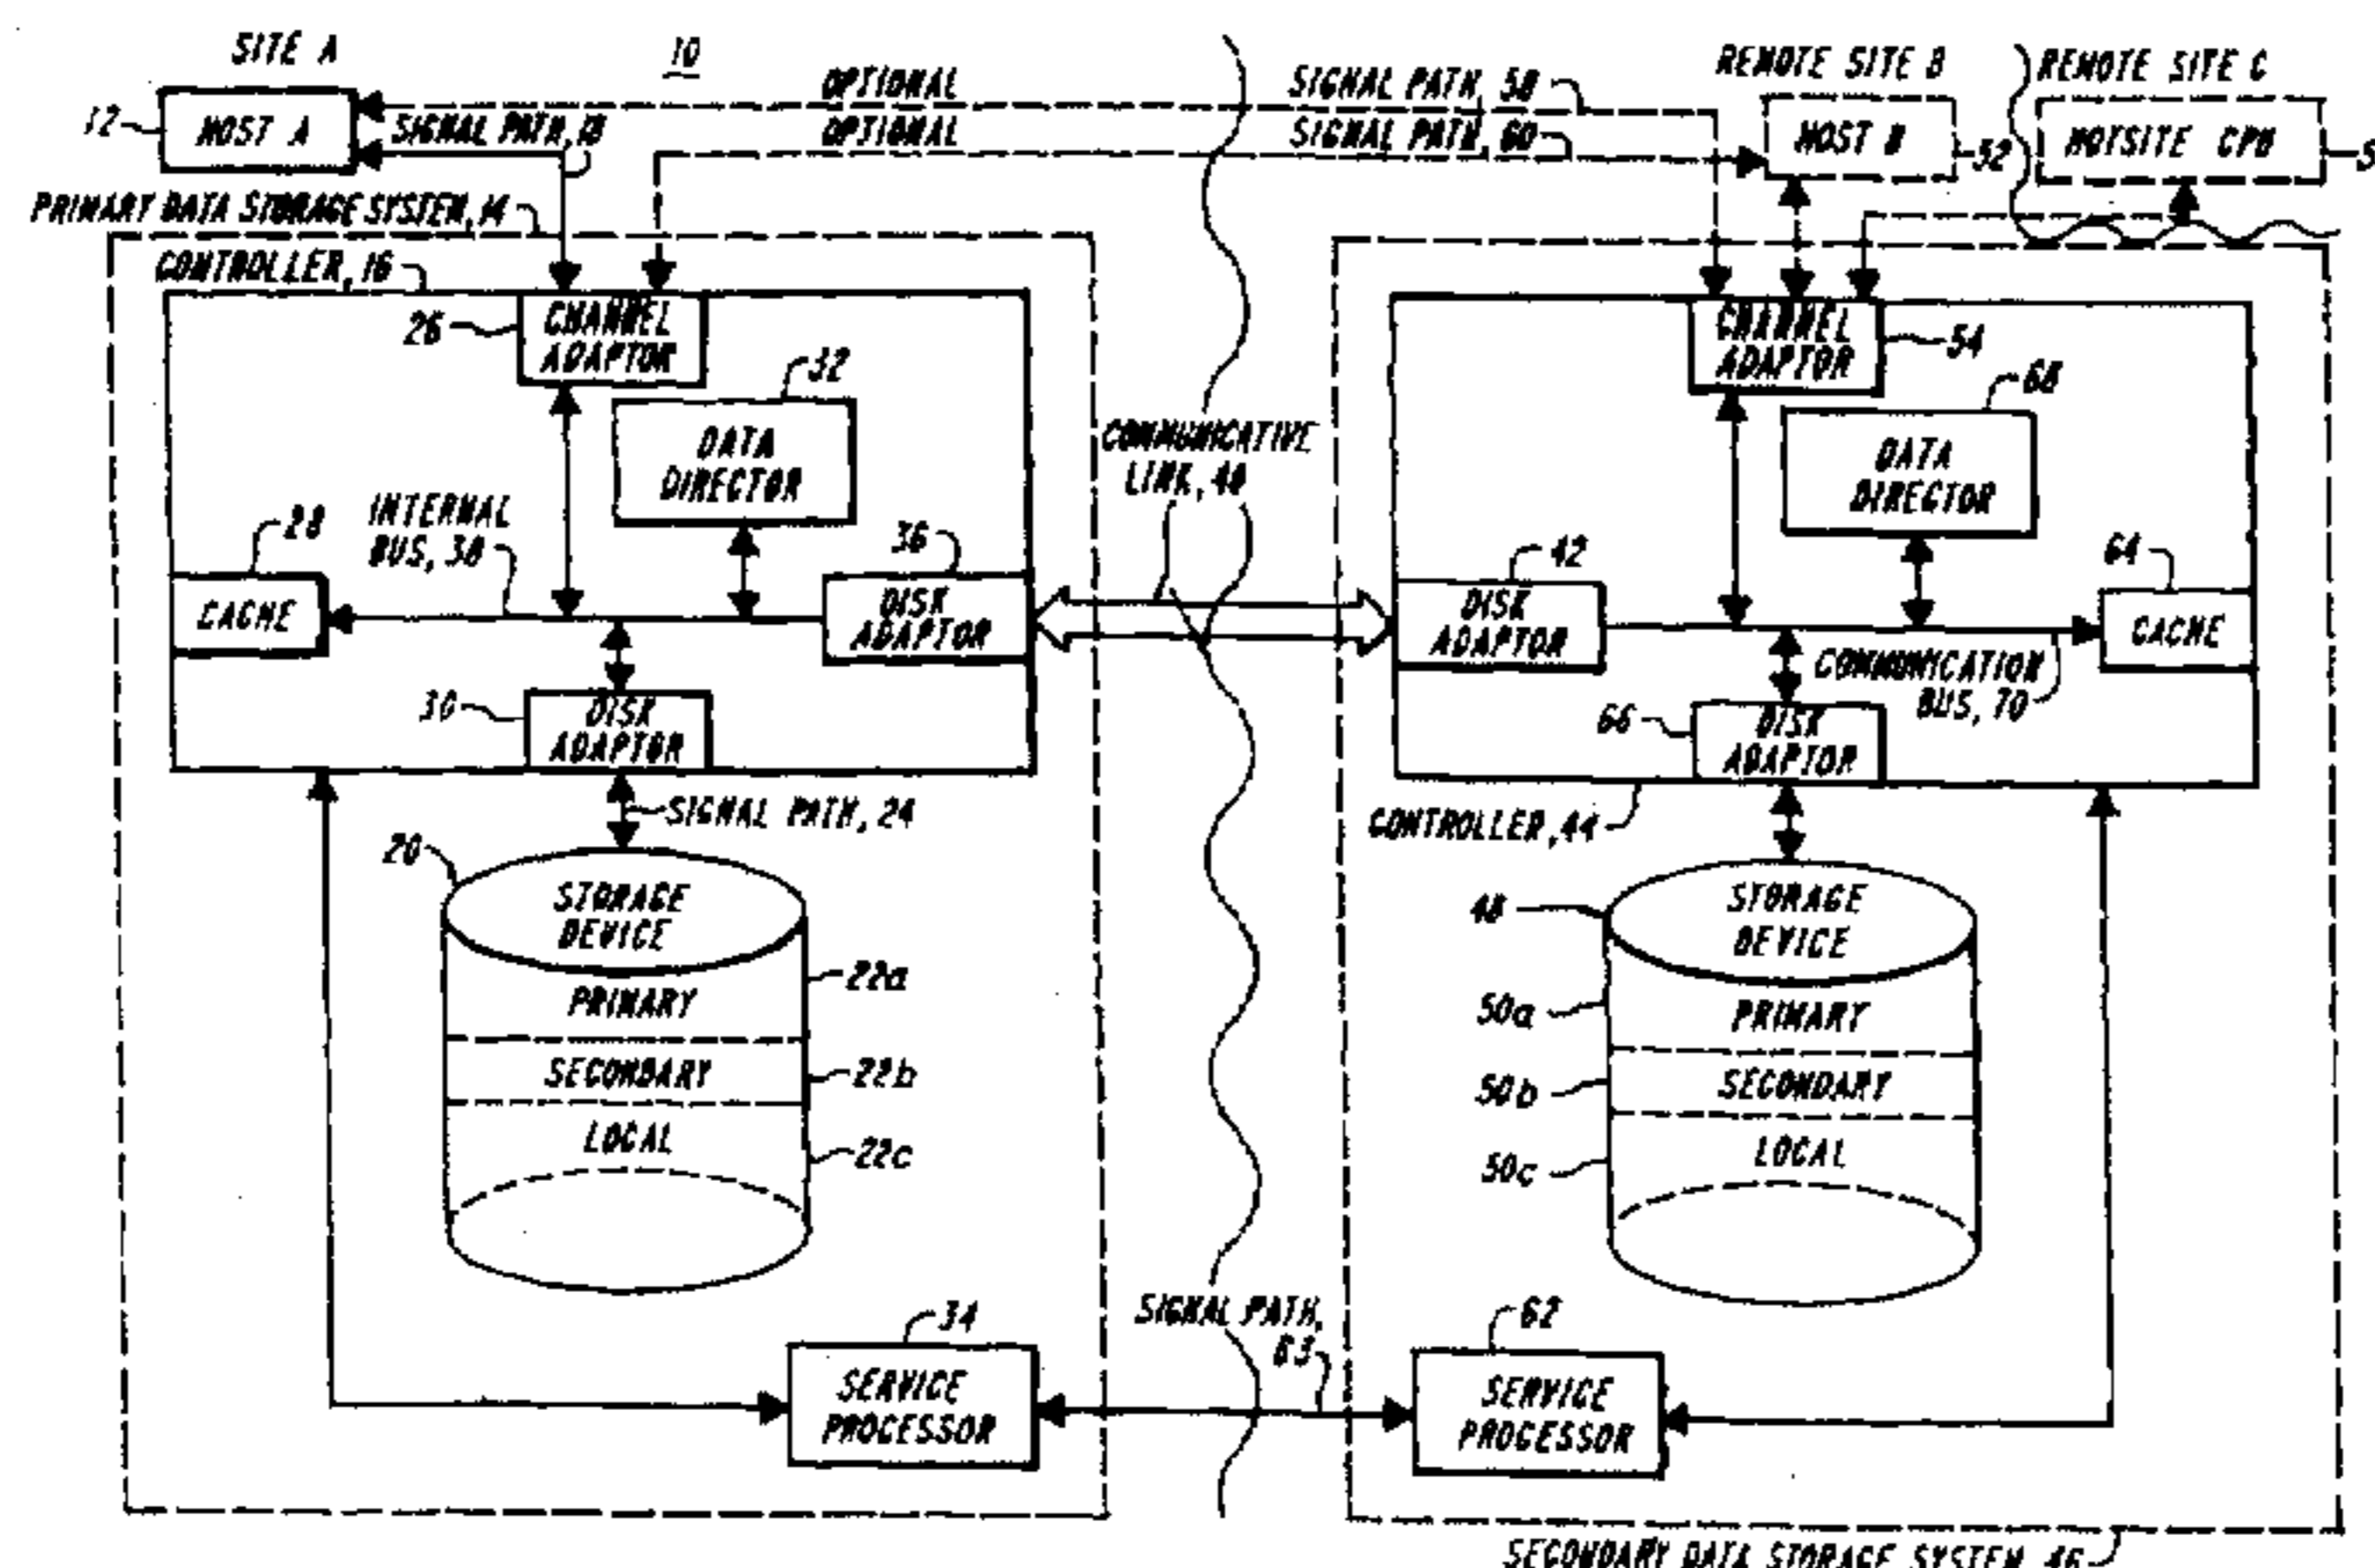 SITE A
10
OPTIONAL
SIGNAL PATH, 58
REMOTE SITE B
REMOTE SITE C
12
HOST A
SIGNAL PATH, 18
OPTIONAL
SIGNAL PATH, 60
HOST B
52
HOTSITE CPU
PRIMARY DATA STORAGE SYSTEM, 14
CONTROLLER, 16
26
CHANNEL
ADAPTOR
32
DATA
DIRECTOR
COMMUNICATIVE
LINK, 40
CHANNEL
ADAPTOR
54
68
DATA
DIRECTOR
28
CACHE
INTERNAL
BUS, 38
36
DISK
ADAPTOR
42
DISK
ADAPTOR
64
CACHE
30
DISK
ADAPTOR
COMMUNICATION
BUS, 70
66
DISK
ADAPTOR
SIGNAL PATH, 24
CONTROLLER, 44
20
STORAGE
DEVICE
PRIMARY
22a
SECONDARY
22b
LOCAL
22c
48
STORAGE
DEVICE
50a
PRIMARY
50b
SECONDARY
50c
LOCAL
34
SERVICE
PROCESSOR
SIGNAL PATH,
63
62
SERVICE
PROCESSOR
SECONDARY DATA STORAGE SYSTEM, 46